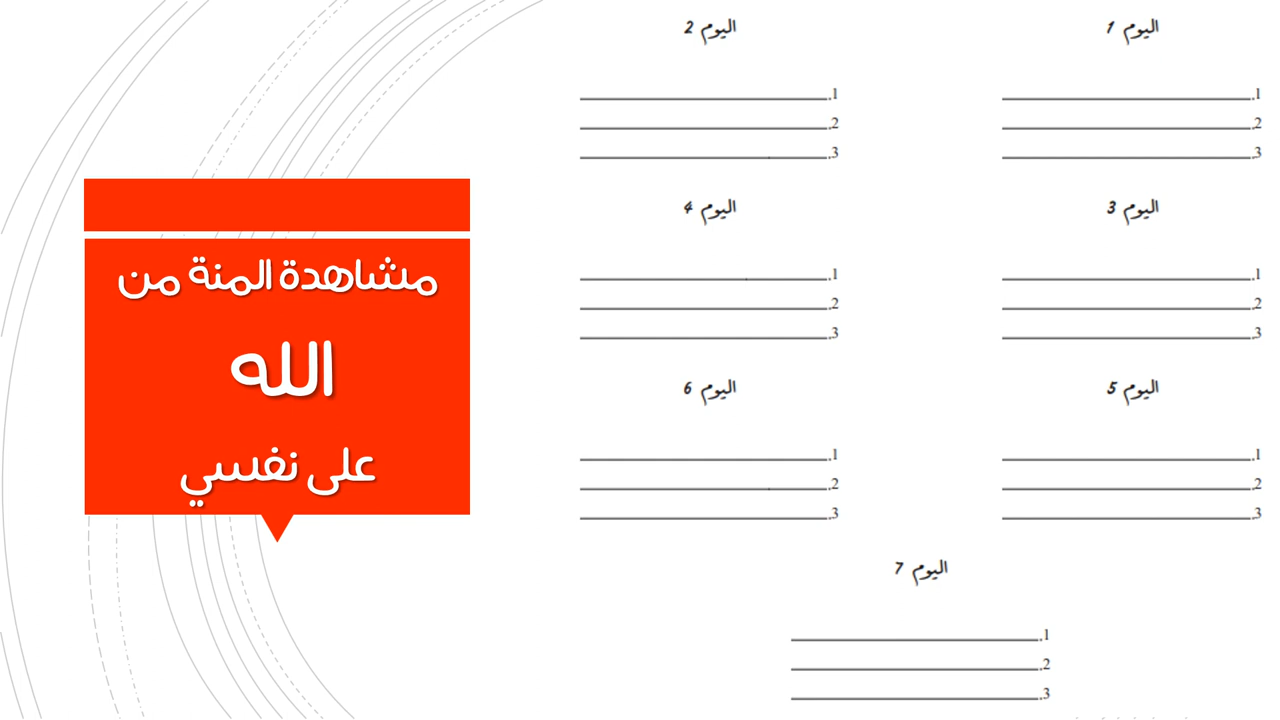 مشاهدة المنة من
الله
على نفسي
اليوم 1
1.
2.
3.
اليوم 2
1.
2.
3.
اليوم 3
1.
2.
3.
اليوم 4
1.
2.
3.
اليوم 5
1.
2.
3.
اليوم 6
1.
2.
3.
اليوم 7
1.
2.
3.